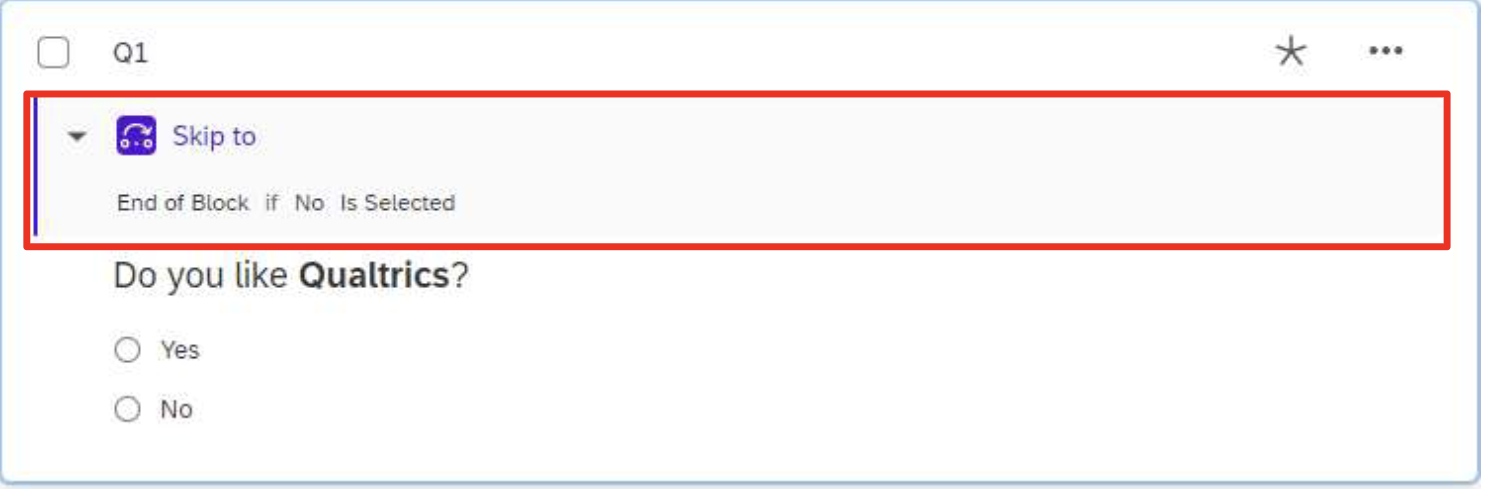 Q1
Skip to
End of Block if No Is Selected
Do you like Qualtrics?
Yes
No